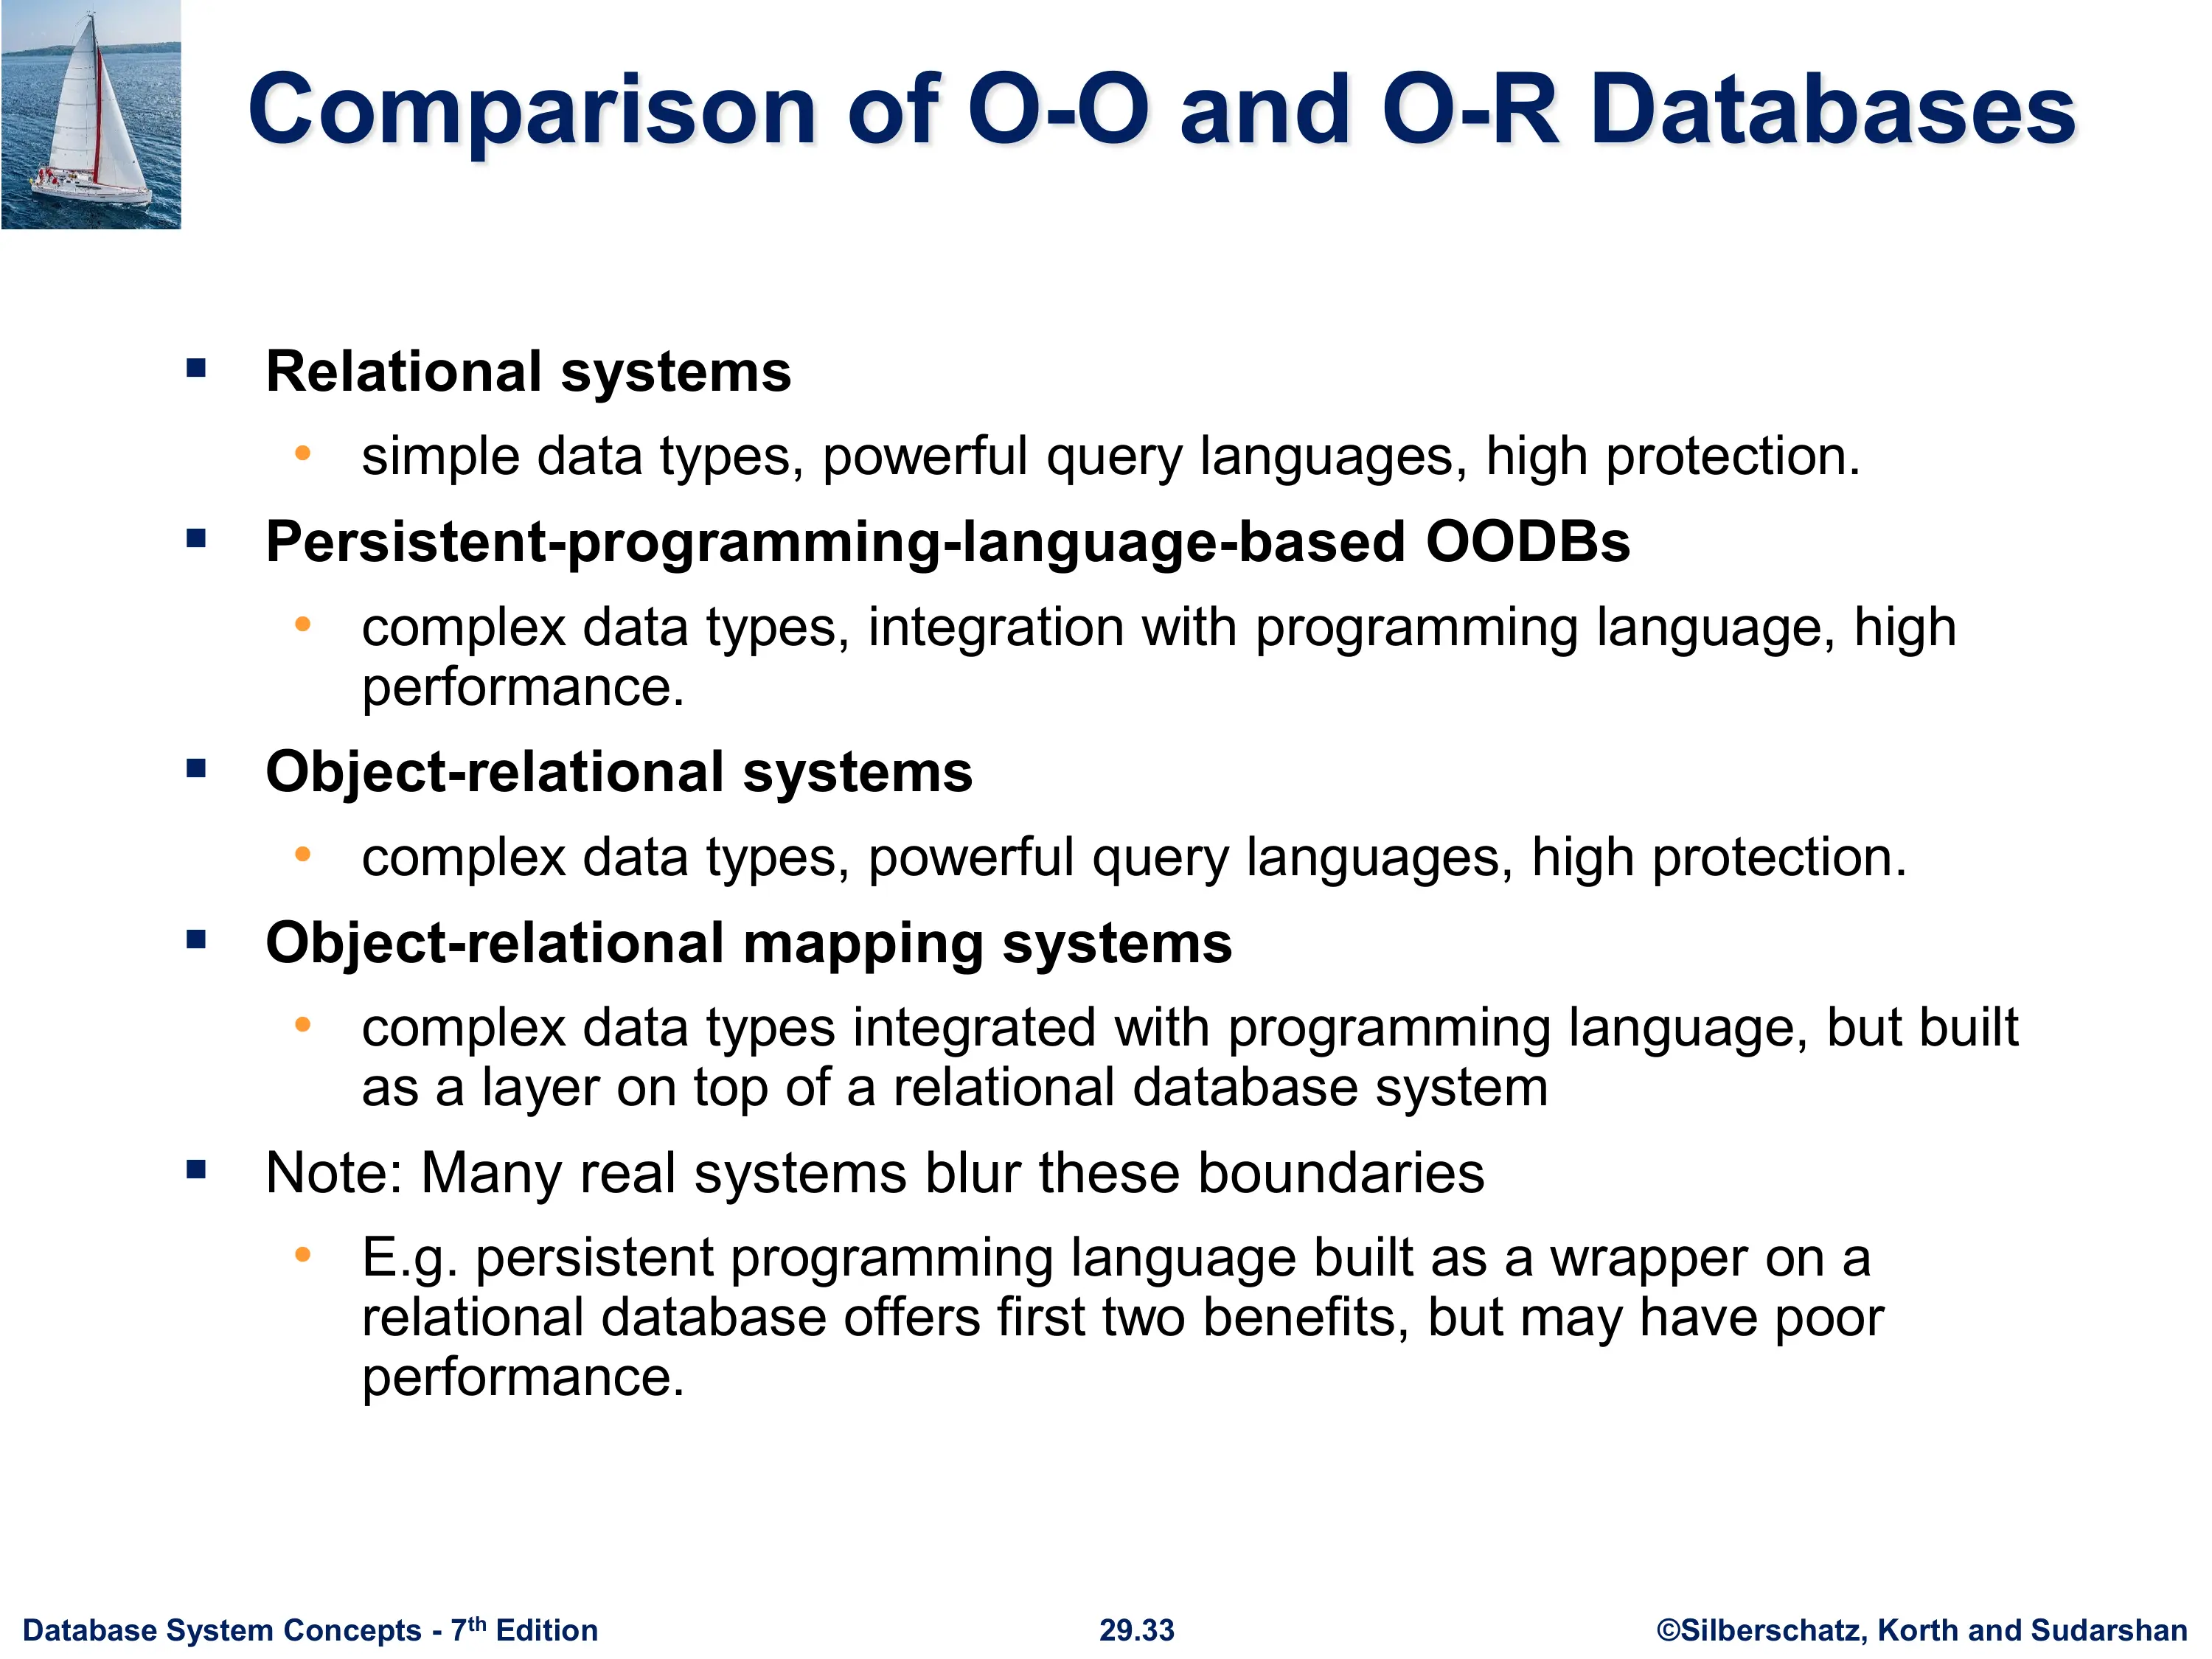 Comparison of O-O and O-R Databases
▪ Relational systems
• simple data types, powerful query languages, high protection.
▪ Persistent-programming-language-based OODBs
• complex data types, integration with programming language, high
performance.
▪ Object-relational systems
• complex data types, powerful query languages, high protection.
▪ Object-relational mapping systems
• complex data types integrated with programming language, but built
as a layer on top of a relational database system
▪ Note: Many real systems blur these boundaries
• E.g. persistent programming language built as a wrapper on a
relational database offers first two benefits, but may have poor
performance.
Database System Concepts - 7th Edition
29.33
©Silberschatz, Korth and Sudarshan